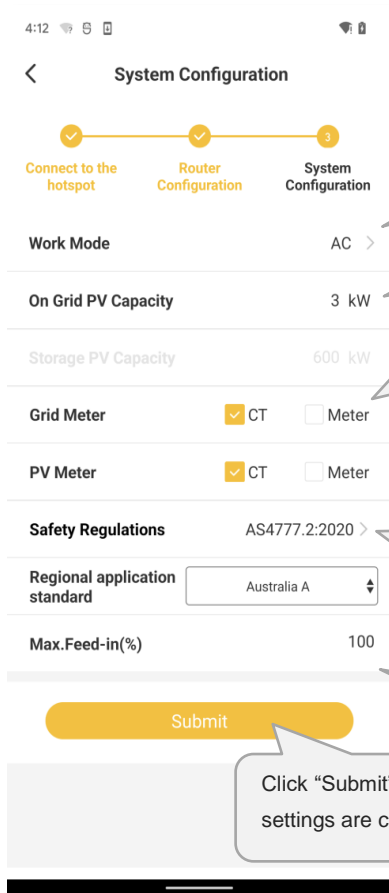 4:12
System Configuration
3
Connect to the hotspot
Router Configuration
System Configuration
Work Mode AC
On Grid PV Capacity 3 kW
Storage PV Capacity 600 kW
Grid Meter CT Meter
PV Meter CT Meter
Safety Regulations AS4777.2:2020
Regional application standard Australia A
Max.Feed-in(%) 100
Submit
Click “Submit”
settings are c